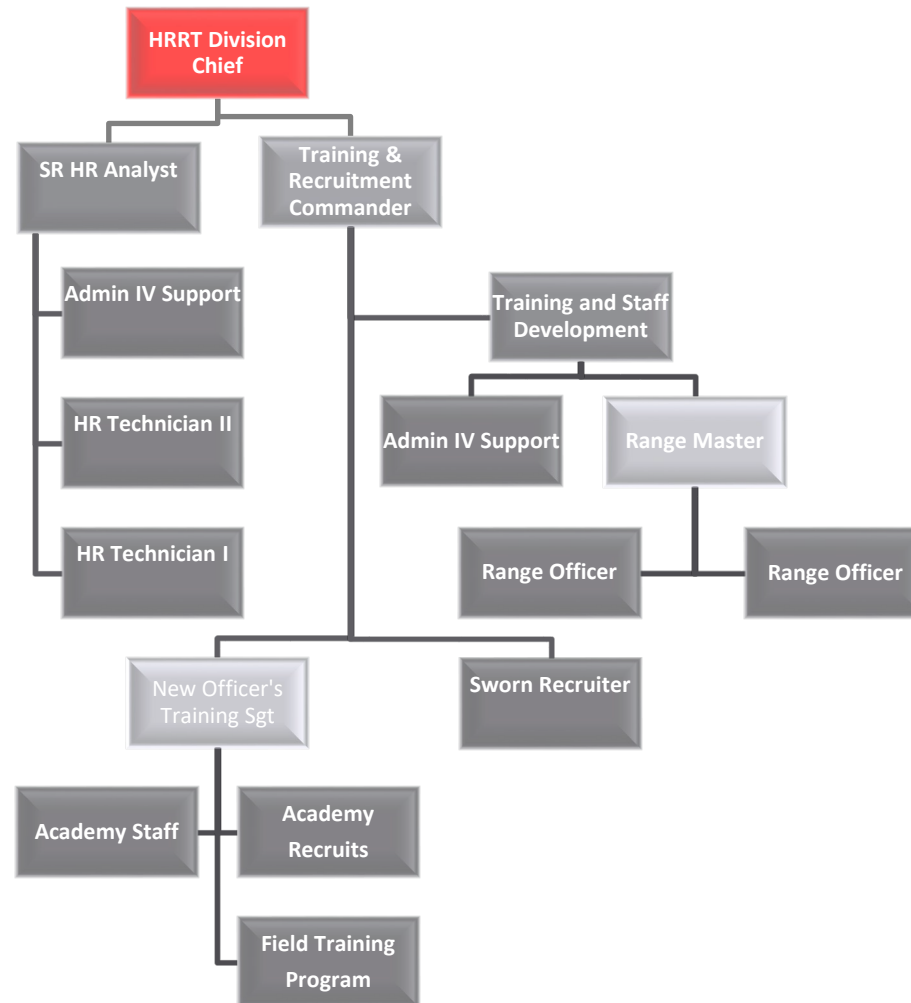 HRRT Division
Chief
SR HR Analyst
Training &
Recruitment
Commander
Admin IV Support
HR Technician II
HR Technician I
Training and Staff
Development
Admin IV Support
Range Master
Range Officer
Range Officer
New Officer's
Training Sgt
Sworn Recruiter
Academy Staff
Academy
Recruits
Field Training
Program